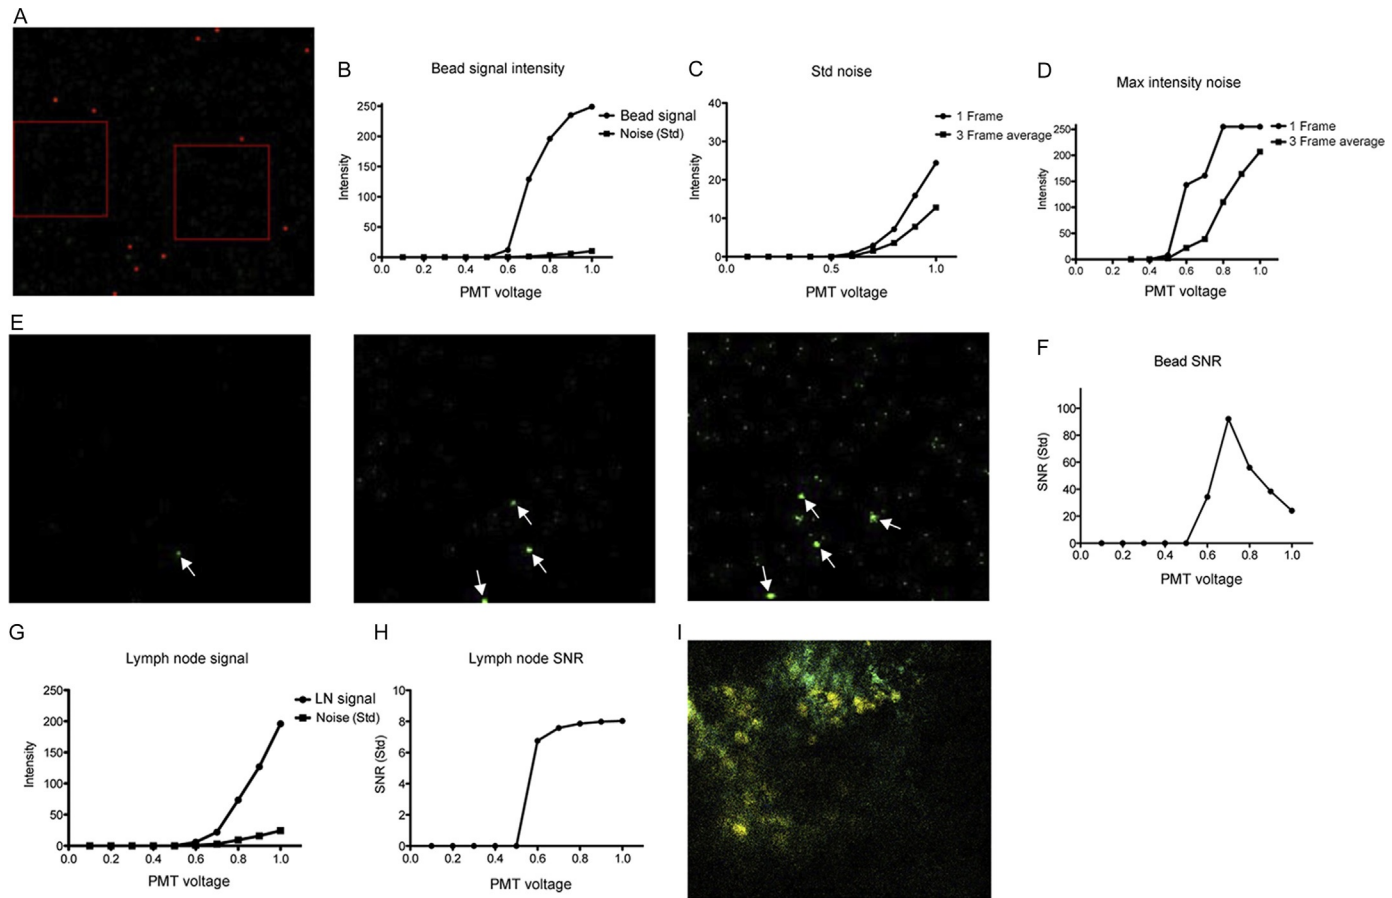 A
B
Bead signal intensity
Bead signal
Noise (Std)
250
200
150
100
50
0
Intensity
0.0 0.2 0.4 0.6 0.8 1.0
PMT voltage
C
Std noise
1 Frame
3 Frame average
40
30
20
10
0
Intensity
0.0 0.5 1.0
PMT voltage
D
Max intensity noise
1 Frame
3 Frame average
250
200
150
100
50
0
Intensity
0.0 0.2 0.4 0.6 0.8 1.0
PMT voltage
E
F
Bead SNR
100
80
60
40
20
0
SNR (Std)
0.0 0.2 0.4 0.6 0.8 1.0
PMT voltage
G
Lymph node signal
LN signal
Noise (Std)
250
200
150
100
50
0
Intensity
0.0 0.2 0.4 0.6 0.8 1.0
PMT voltage
H
Lymph node SNR
10
8
6
4
2
0
SNR (Std)
0.0 0.2 0.4 0.6 0.8 1.0
PMT voltage
I